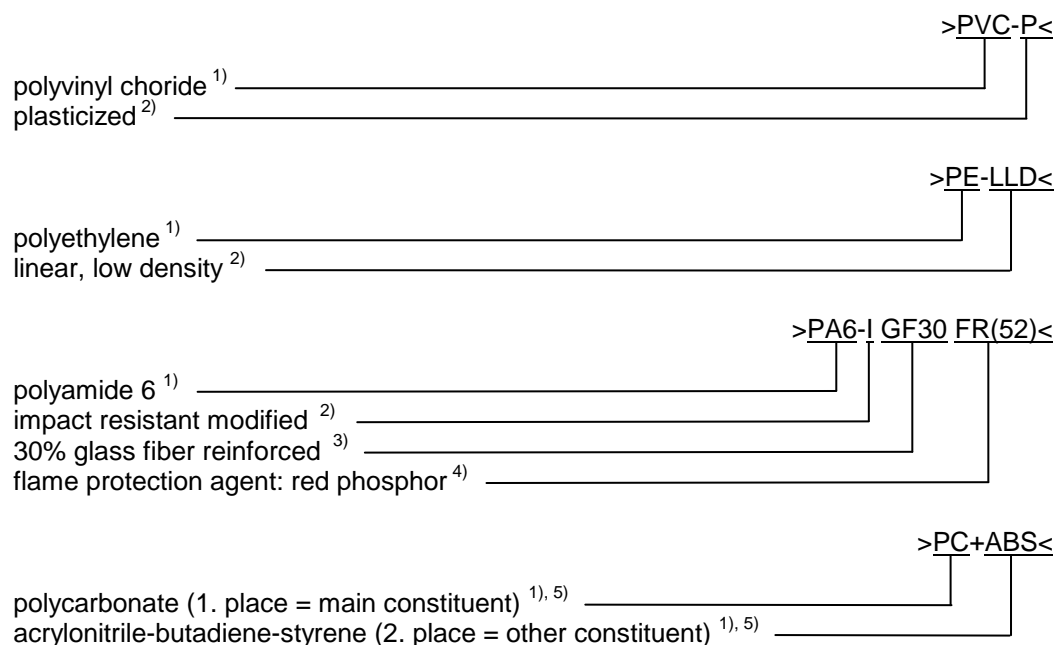 >PVC-P<
polyvinyl choride 1)
plasticized 2)
>PE-LLD<
polyethylene 1)
linear, low density 2)
>PA6-I GF30 FR(52)<
polyamide 6 1)
impact resistant modified 2)
30% glass fiber reinforced 3)
flame protection agent: red phosphor 4)
>PC+ABS<
polycarbonate (1. place = main constituent) 1), 5)
acrylonitrile-butadiene-styrene (2. place = other constituent) 1), 5)